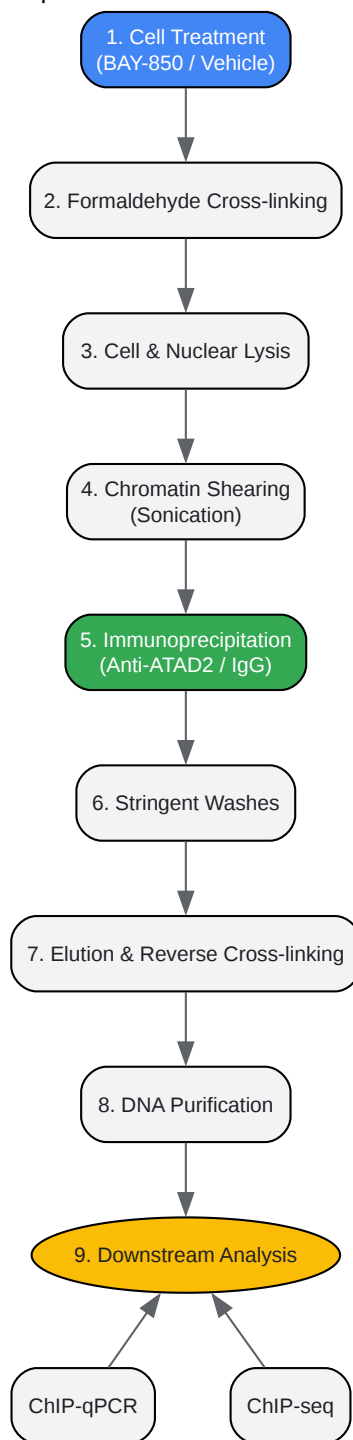 1. Cell Treatment
(BAY-850 / Vehicle)
2. Formaldehyde Cross-linking
3. Cell & Nuclear Lysis
4. Chromatin Shearing
(Sonication)
5. Immunoprecipitation
(Anti-ATAD2 / IgG)
6. Stringent Washes
7. Elution & Reverse Cross-linking
8. DNA Purification
9. Downstream Analysis
ChIP-qPCR
ChIP-seq